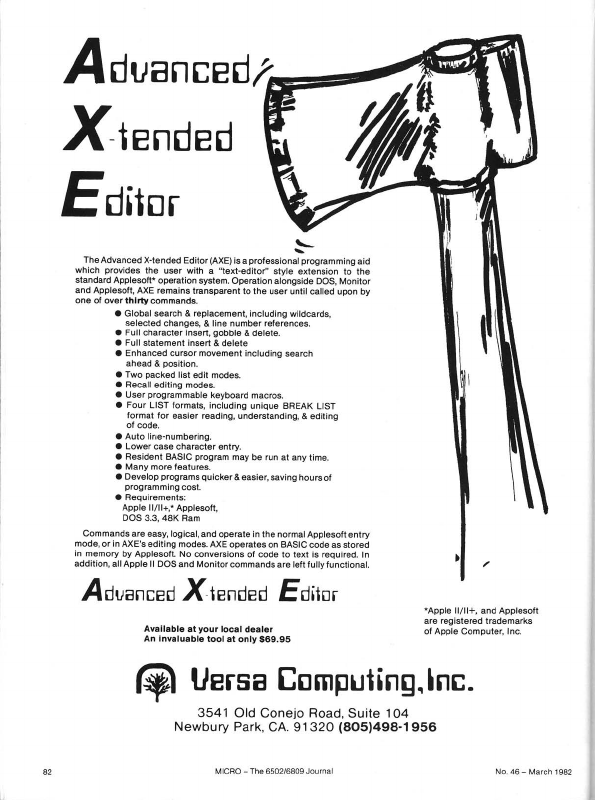 Advanced
X-tended
Editor
The Advanced X-tended Editor (AXE) is a professional programming aid
which provides the user with a "text-editor" style extension to the
standard Applesoft* operation system. Operation alongside DOS, Monitor
and Applesoft, AXE remains transparent to the user until called upon by
one of over thirty commands.
● Global search & replacement, including wildcards,
selected changes, & line number references.
● Full character insert, gobble & delete.
● Full statement insert & delete
● Enhanced cursor movement including search
ahead & position.
● Two packed list edit modes.
● Recall editing modes.
● User programmable keyboard macros.
● Four LIST formats, including unique BREAK LIST
format for easier reading, understanding, & editing
of code.
● Auto line-numbering.
● Lower case character entry.
● Resident BASIC program may be run at any time.
● Many more features.
● Develop programs quicker & easier, saving hours of
programming cost.
● Requirements:
Apple II/II+,* Applesoft,
DOS 3.3, 48K Ram
Commands are easy, logical, and operate in the normal Applesoft entry
mode, or in AXE's editing modes. AXE operates on BASIC code as stored
in memory by Applesoft. No conversions of code to text is required. In
addition, all Apple II DOS and Monitor commands are left fully functional.
Advanced X-tended Editor
*Apple II/II+, and Applesoft
are registered trademarks
of Apple Computer, Inc.
Available at your local dealer
An invaluable tool at only $69.95
Versa Computing, Inc.
3541 Old Conejo Road, Suite 104
Newbury Park, CA. 91320 (805)498-1956
82
MICRO – The 6502/6809 Journal
No. 46 – March 1982